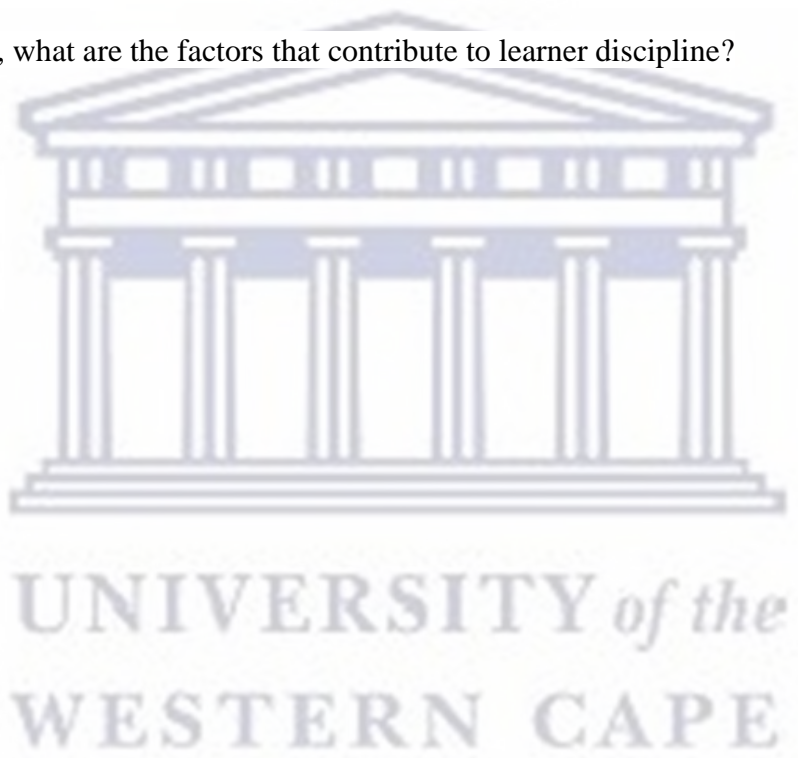 , what are the factors that contribute to learner discipline?
UNIVERSITY of the
WESTERN CAPE